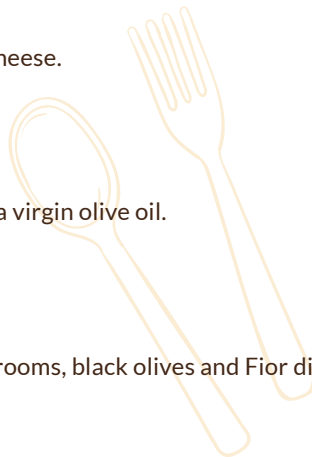 heese.
a virgin olive oil.
rooms, black olives and Fior di